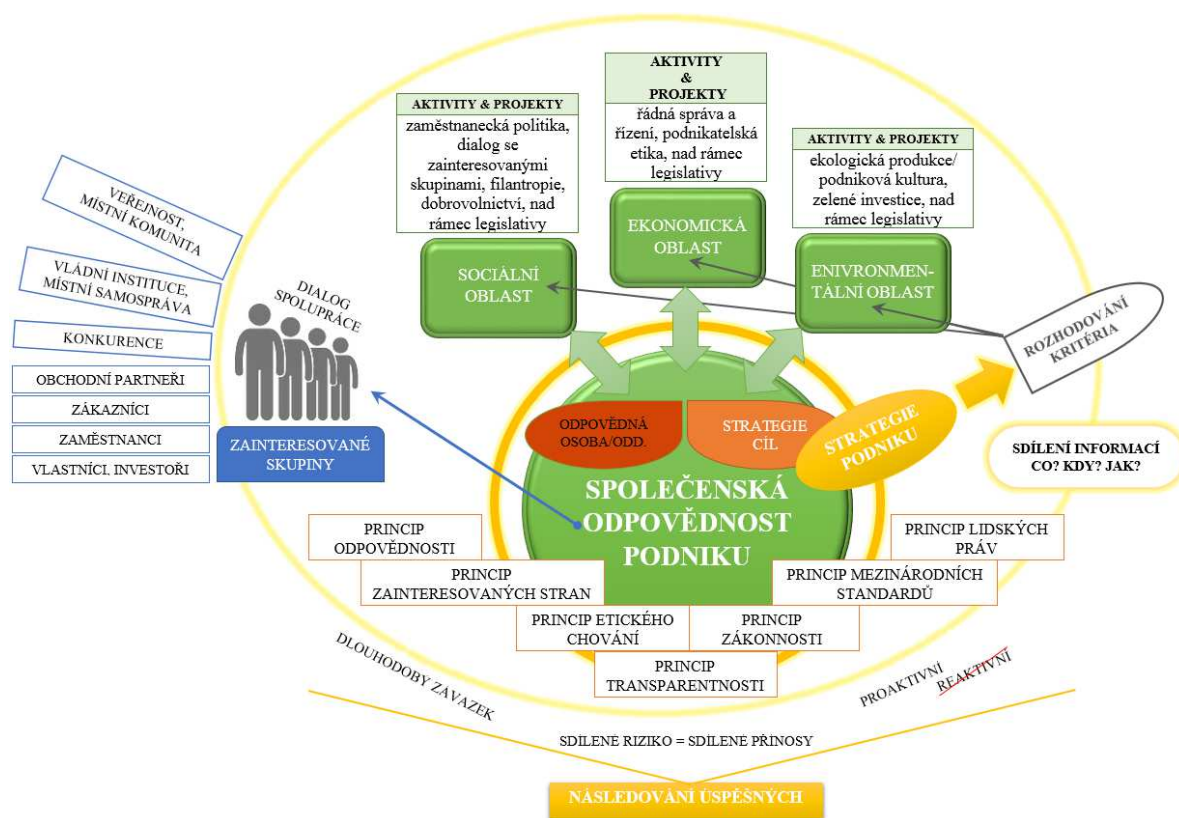 AKTIVITY
&
PROJEKTY
řádná správa a
řízení, podnikatelská
etika, nad rámec
legislativy
AKTIVITY & PROJEKTY
zaměstnanecká politika,
dialog se
zainteresovanými
skupinami, filantropie,
dobrovolnictví, nad
rámec legislativy
AKTIVITY & PROJEKTY
ekologická produkce/
podniková kultura,
zelené investice, nad
rámec legislativy
SOCIÁLNÍ
OBLAST
EKONOMICKÁ
OBLAST
ENIVRONMEN-
TÁLNÍ OBLAST
VEŘEJNOST,
MÍSTNÍ KOMUNITA
VLÁDNÍ INSTITUCE,
MÍSTNÍ SAMOSPRÁVA
KONKURENCE
OBCHODNÍ PARTNEŘI
ZÁKAZNÍCI
ZAMĚSTNANCI
VLASTNÍCI, INVESTOŘI
DIALOG
SPOLUPRÁCE
ZAINTERESOVANÉ
SKUPINY
ROZHODOVÁNÍ
KRITÉRIA
ODPOVĚDNÁ
OSOBA/ODD.
STRATEGIE
CÍL
STRATEGIE
PODNIKU
SDÍLENÍ INFORMACÍ
CO? KDY? JAK?
SPOLEČENSKÁ
ODPOVĚDNOST
PODNIKU
PRINCIP
ODPOVĚDNOSTI
PRINCIP LIDSKÝCH
PRÁV
PRINCIP
ZAINTERESOVANÝCH STRAN
PRINCIP MEZINÁRODNÍCH
STANDARDŮ
PRINCIP ETICKÉHO
CHOVÁNÍ
PRINCIP
ZÁKONNOSTI
PRINCIP
TRANSPARENTNOSTI
DLOUHODOBY ZÁVAZEK
PROAKTIVNÍ
REAKTIVNÍ
SDÍLENÉ RIZIKO = SDÍLENÉ PŘÍNOSY
NÁSLEDOVÁNÍ ÚSPĚŠNÝCH